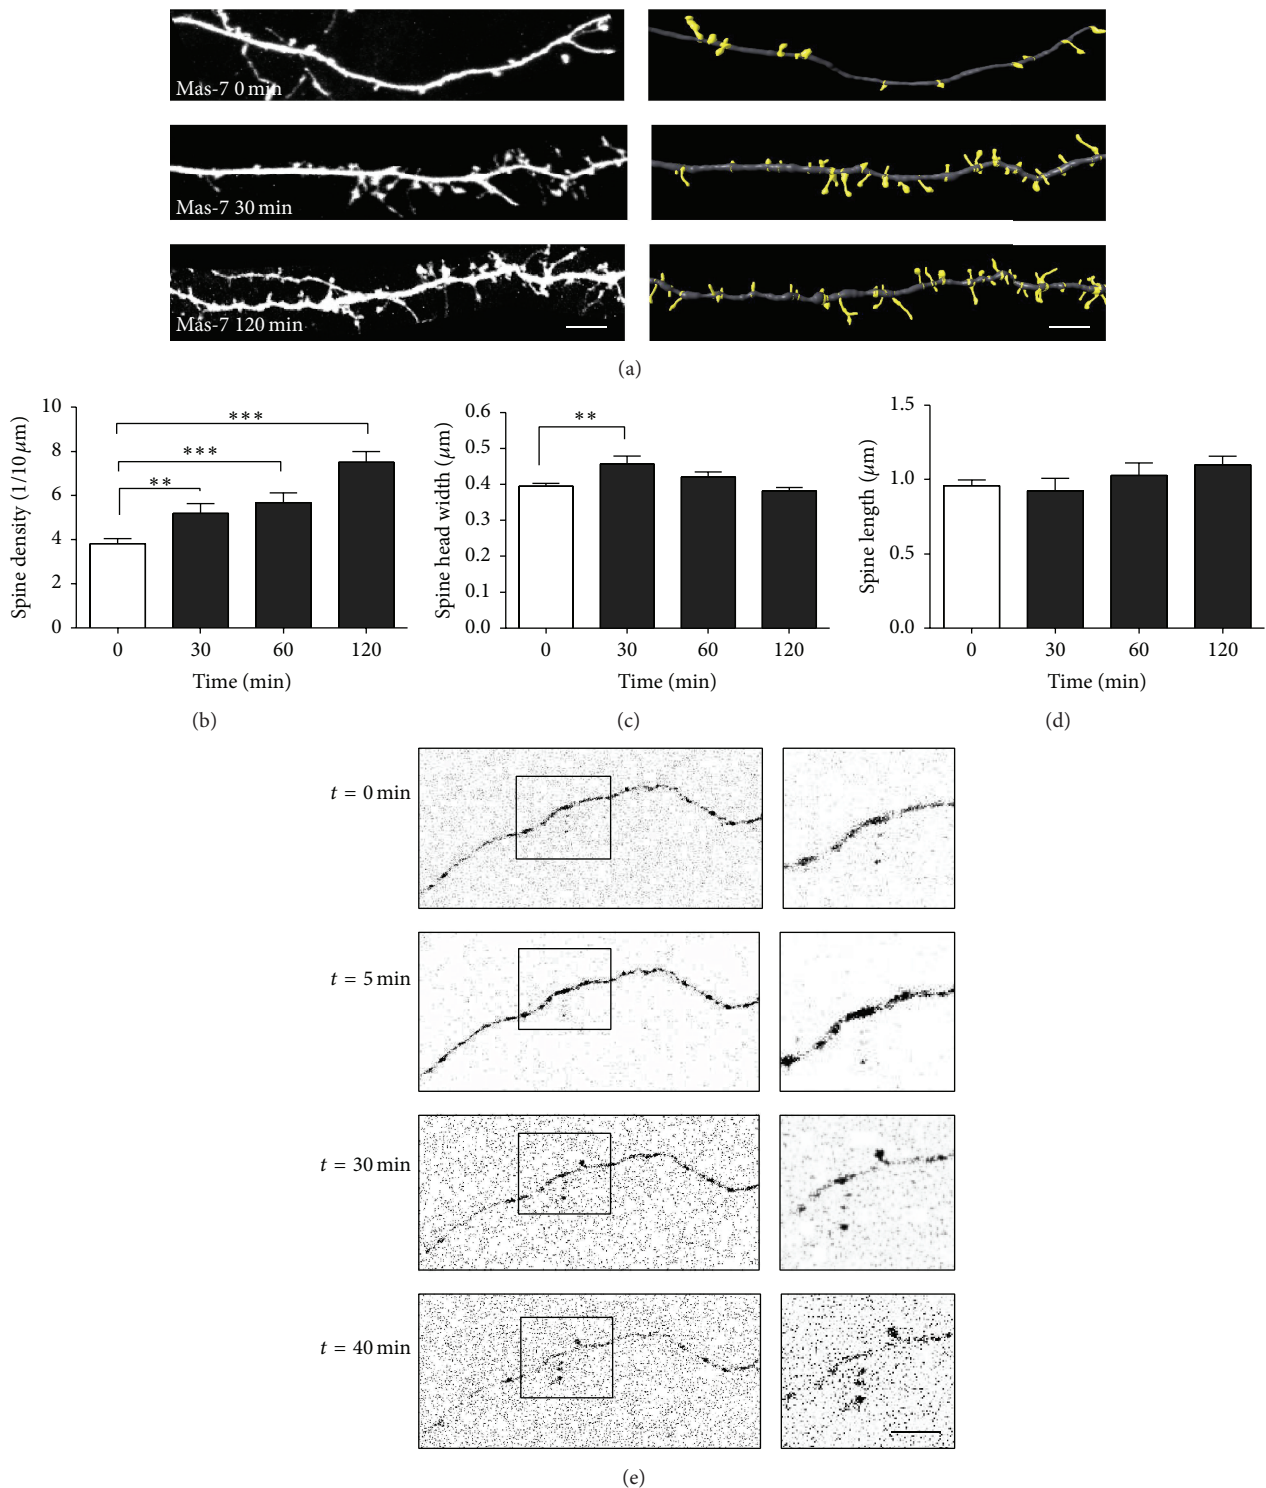 Mas-7 0 min
Mas-7 30 min
Mas-7 120 min
(a)
10
8
6
4
2
0
Spine density (1/10 μm)
**
***
***
0 30 60 120
Time (min)
(b)
0.6
0.5
0.4
0.3
0.2
0.1
0.0
Spine head width (μm)
**
0 30 60 120
Time (min)
(c)
1.5
1.0
0.5
0.0
Spine length (μm)
0 30 60 120
Time (min)
(d)
t = 0 min
t = 5 min
t = 30 min
t = 40 min
(e)